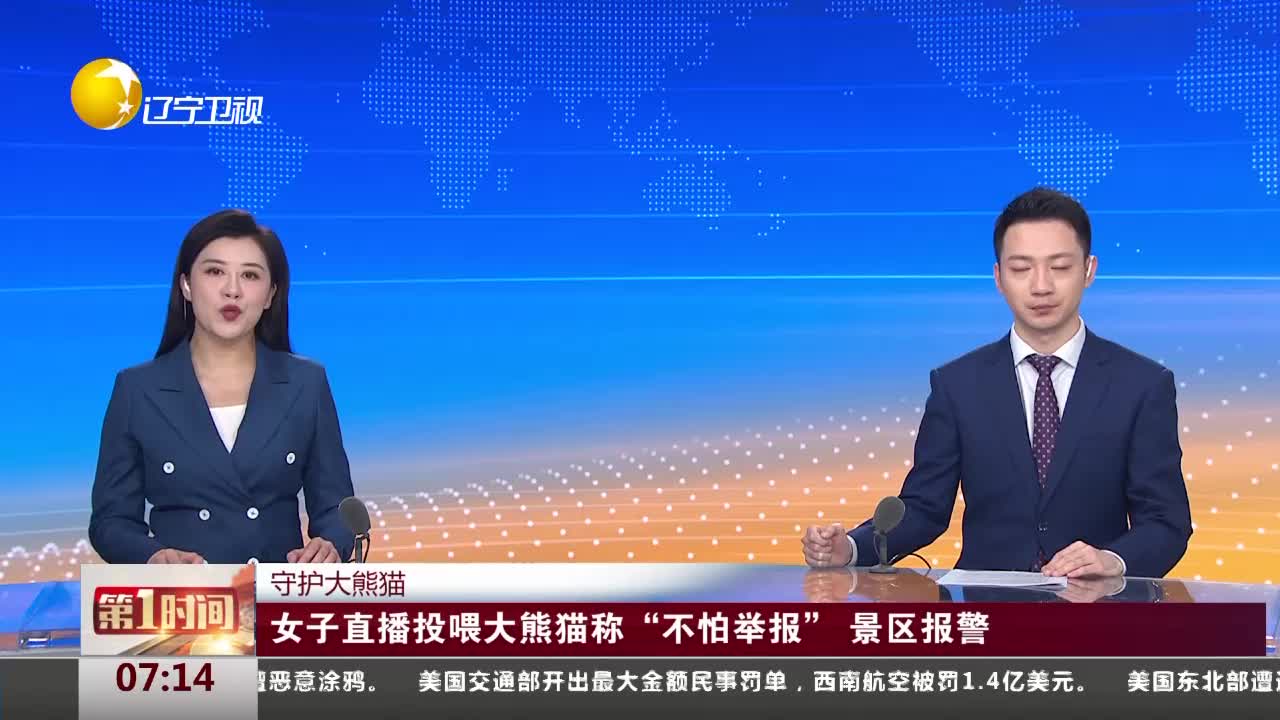 辽宁卫视
守护大熊猫
第1时间
女子直播投喂大熊猫称“不怕举报” 景区报警
07:14
恶意涂鸦。 美国交通部开出最大金额民事罚单，西南航空被罚1.4亿美元。 美国东北部遭